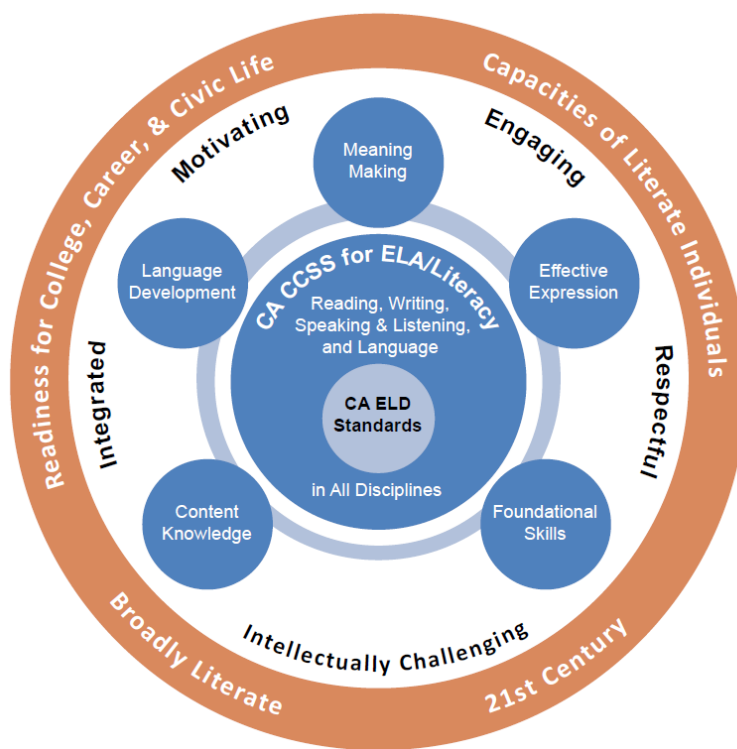 Readiness for College, Career, & Civic Life
Capacities of Literate Individuals
Motivating
Engaging
Meaning
Making
Language
Development
Effective
Expression
CA CCSS for ELA/Literacy
Reading, Writing,
Speaking & Listening,
and Language
CA ELD
Standards
in All Disciplines
Integrated
Respectful
Content
Knowledge
Foundational
Skills
Intellectually Challenging
Broadly Literate
21st Century